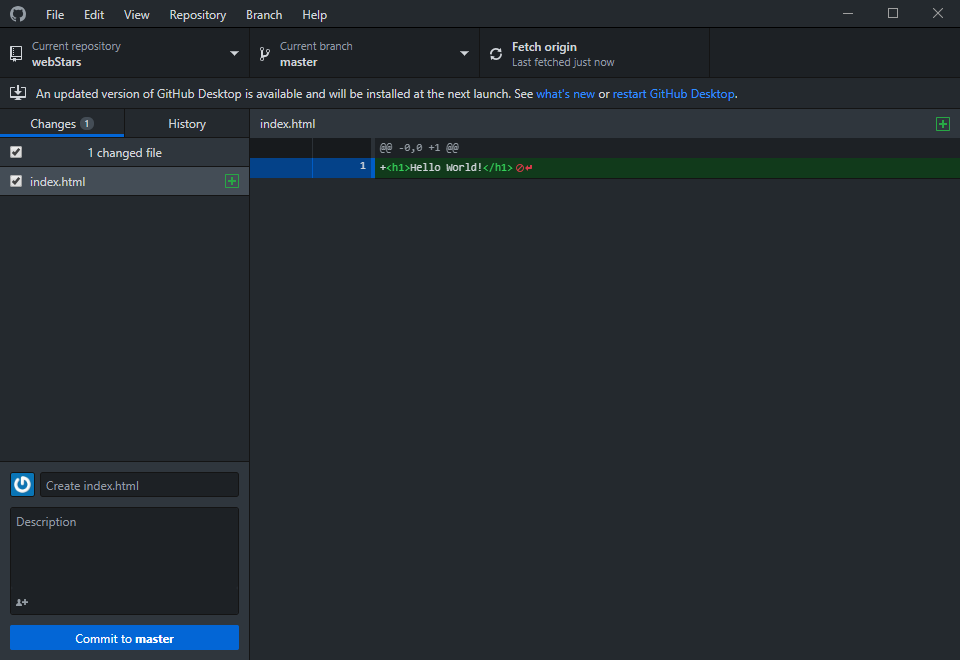 File Edit View Repository Branch Help
Current repository
webStars
Current branch
master
Fetch origin
Last fetched just now
An updated version of GitHub Desktop is available and will be installed at the next launch. See what's new or restart GitHub Desktop.
Changes 1
History
index.html
1 changed file
@@ -0,0 +1 @@
index.html
1 +<h1>Hello World!</h1>
Create index.html
Description
Commit to master